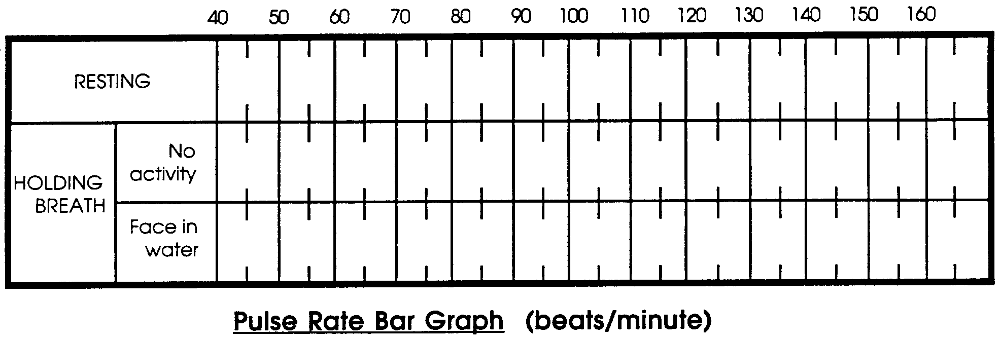 40 50 60 70 80 90 100 110 120 130 140 150 160
RESTING
HOLDING
BREATH
No
activity
Face in
water
Pulse Rate Bar Graph (beats/minute)